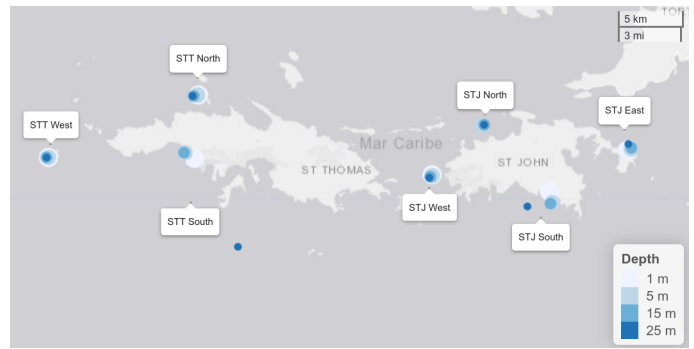 5 km
3 mi
TORT
STT North
STJ North
STJ East
STT West
Mar Caribe
ST THOMAS
ST JOHN
STT South
STJ West
STJ South
Depth
1 m
5 m
15 m
25 m